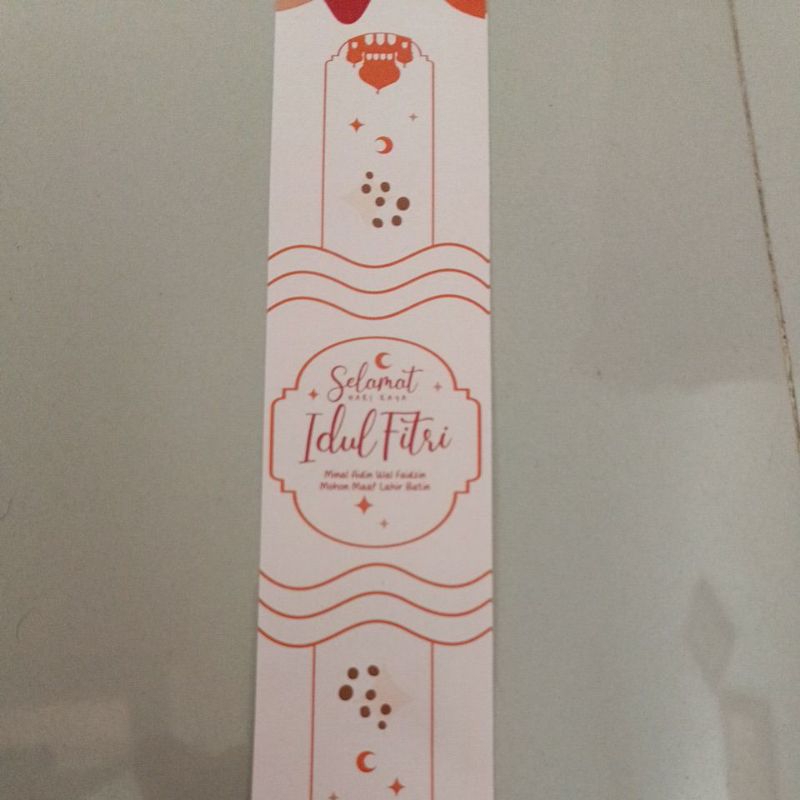 Selamat
HARI RAYA
Idul Fitri
Minal Aidin Wal Faidzin
Mohon Maaf Lahir Batin